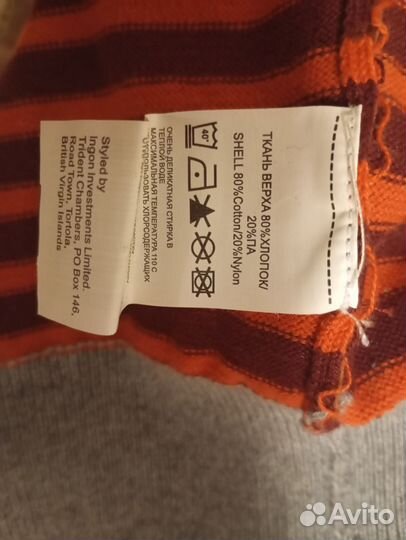 ТКАНЬ ВЕРХА 80%ХЛОПОК/
20%ПА
SHELL 80%Cotton/20%Nylon
40°
ОЧЕНЬ ДЕЛИКАТНАЯ СТИРКА В
ТЕПЛОЙ ВОДЕ
МАКСИМАЛЬНАЯ ТЕМПЕРАТУРА 110 С
ХЛОРСОДЕРЖАЩИХ
Styled by
Ingon Investments Limited.
Trident Chambers, PO Box 146,
Road Town, Tortola,
British Virgin Islands
Avito